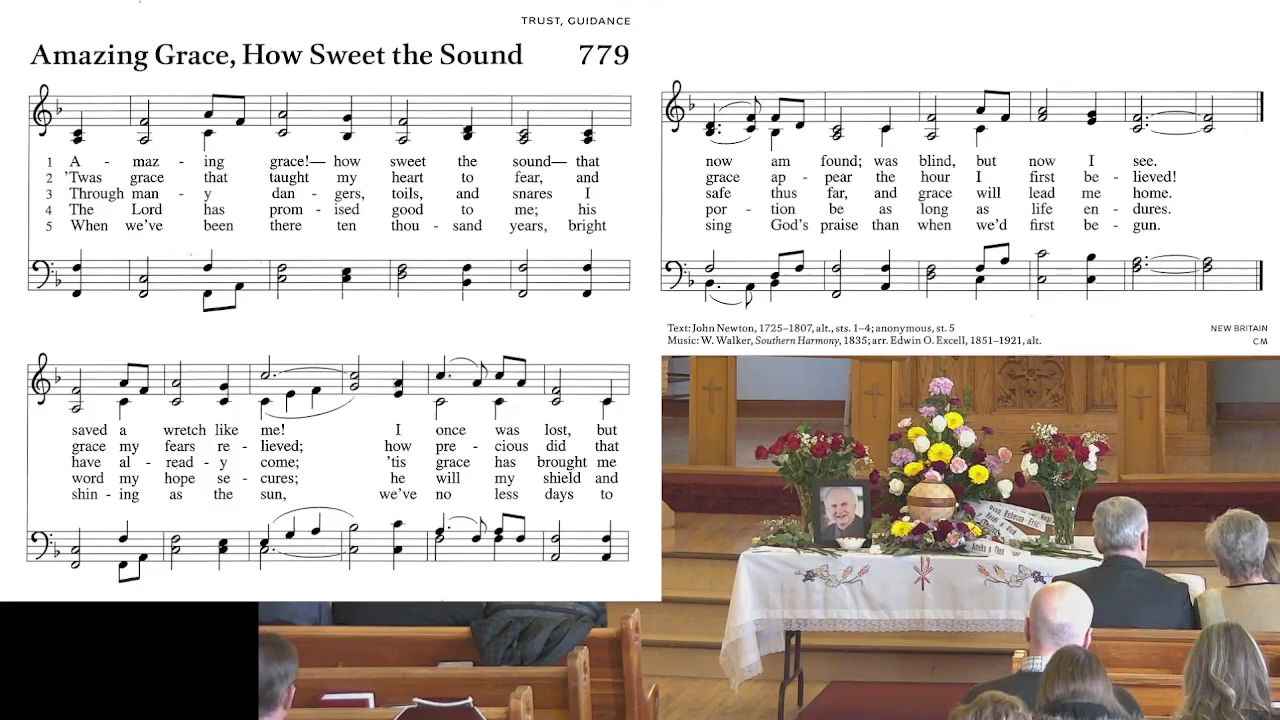 TRUST, GUIDANCE
Amazing Grace, How Sweet the Sound 779
1 A - maz - ing grace!— how sweet the sound— that
2 ’Twas grace that taught my heart to fear, and
3 Through man - y dan - gers, toils, and snares I
4 The Lord has prom - ised good to me; his
5 When we’ve been there ten thou - sand years, bright
saved a wretch like me! I once was lost, but
grace my fears re - lieved; how pre - cious did that
have al - read - y come; ’tis grace has brought me
word my hope se - cures; he will my shield and
shin - ing as the sun, we’ve no less days to
now am found; was blind, but now I see.
grace ap - pear the hour I first be - lieved!
safe thus far, and grace will lead me home.
por - tion be as long as life en - dures.
sing God’s praise than when we’d first be - gun.
Text: John Newton, 1725–1807, alt., sts. 1–4; anonymous, st. 5
Music: W. Walker, Southern Harmony, 1835; arr. Edwin O. Excell, 1851–1921, alt.
NEW BRITAIN
CM